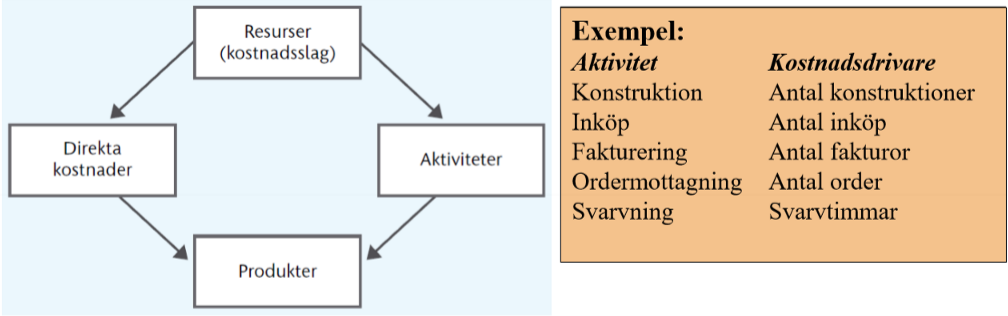 Resurser
(kostnadsslag)
Direkta
kostnader
Aktiviteter
Produkter
Exempel:
Aktivitet Kostnadsdrivare
Konstruktion Antal konstruktioner
Inköp Antal inköp
Fakturering Antal fakturor
Ordermottagning Antal order
Svarvning Svarvtimmar